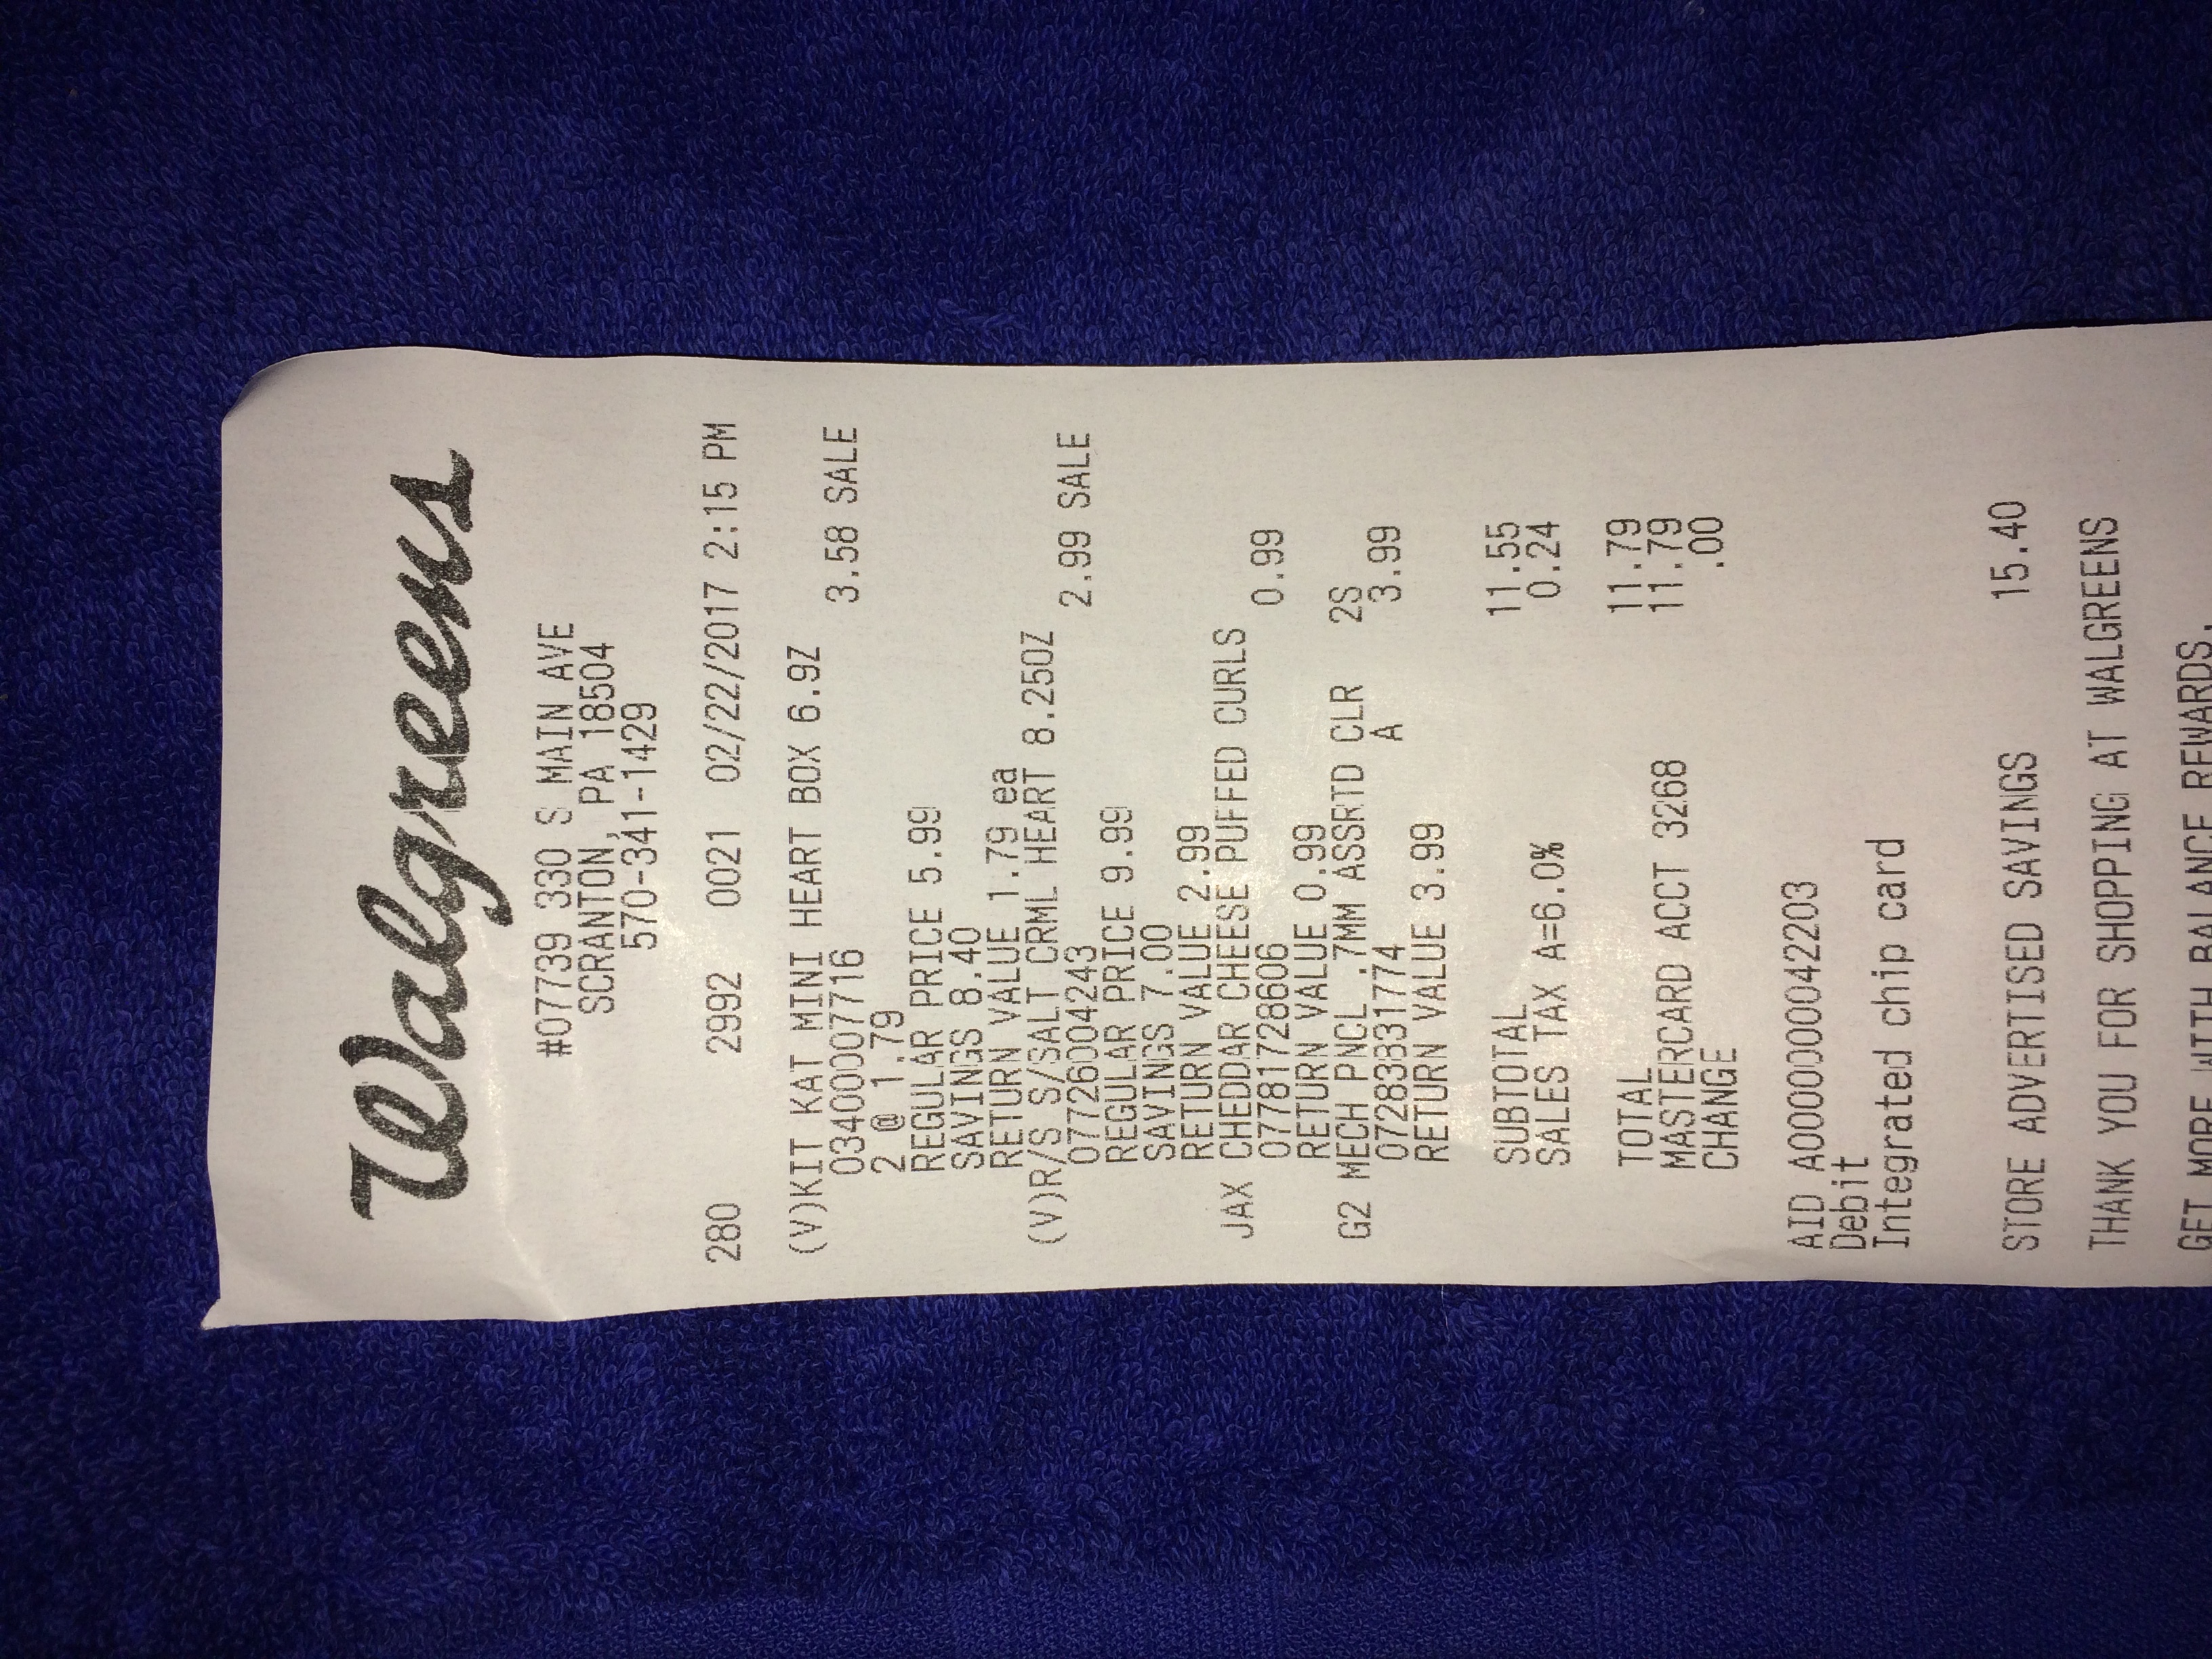 Walgreens
#07739 330 S MAIN AVE
SCRANTON, PA 18504
570-341-1429
280 2992 0021 02/22/2017 2:15 PM
(V)KIT KAT MINI HEART BOX 6.9Z
03400007716 3.58 SALE
2 @ 1.79
REGULAR PRICE 5.99
SAVINGS 8.40
RETURN VALUE 1.79 ea
(V)R/S S/SALT CRML HEART 8.25OZ
07726004243 2.99 SALE
REGULAR PRICE 9.99
SAVINGS 7.00
RETURN VALUE 2.99
JAX CHEDDAR CHEESE PUFFED CURLS
07781728606 0.99
RETURN VALUE 0.99
G2 MECH PNCL .7MM ASSRTD CLR 2S
07283831774 A 3.99
RETURN VALUE 3.99
SUBTOTAL 11.55
SALES TAX A=6.0% 0.24
TOTAL 11.79
MASTERCARD ACCT 3268 11.79
CHANGE .00
AID A0000000042203
Debit
Integrated chip card
STORE ADVERTISED SAVINGS 15.40
THANK YOU FOR SHOPPING AT WALGREENS
GET MORE WITH BALANCE REWARDS.